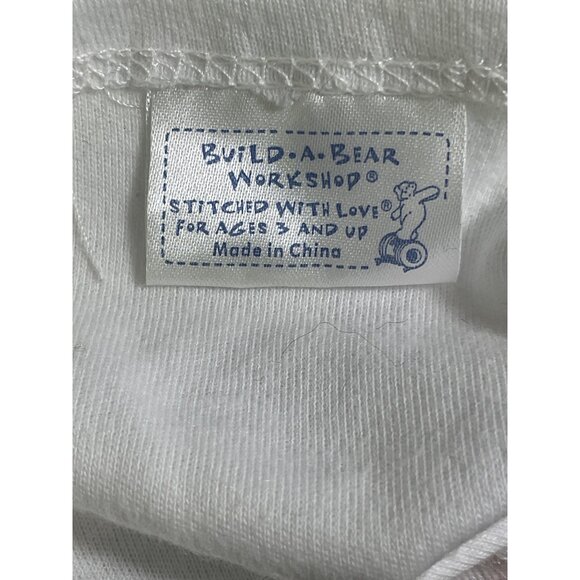 BUILD•A•BEAR
WORKSHOP®
STITCHED WITH LOVE®
FOR AGES 3 AND UP
Made in China